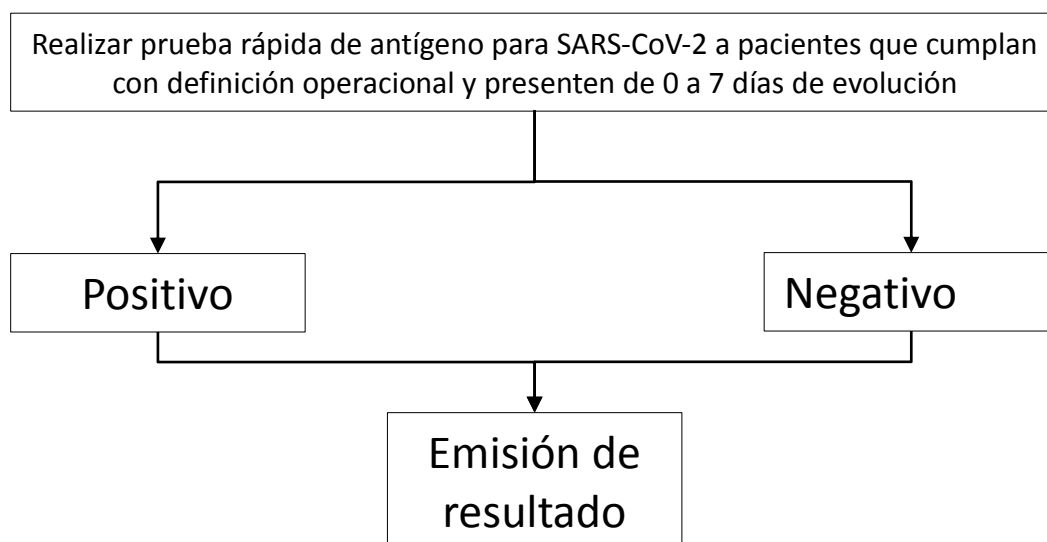 Realizar prueba rápida de antígeno para SARS-CoV-2 a pacientes que cumplan
con definición operacional y presenten de 0 a 7 días de evolución
Positivo
Negativo
Emisión de
resultado